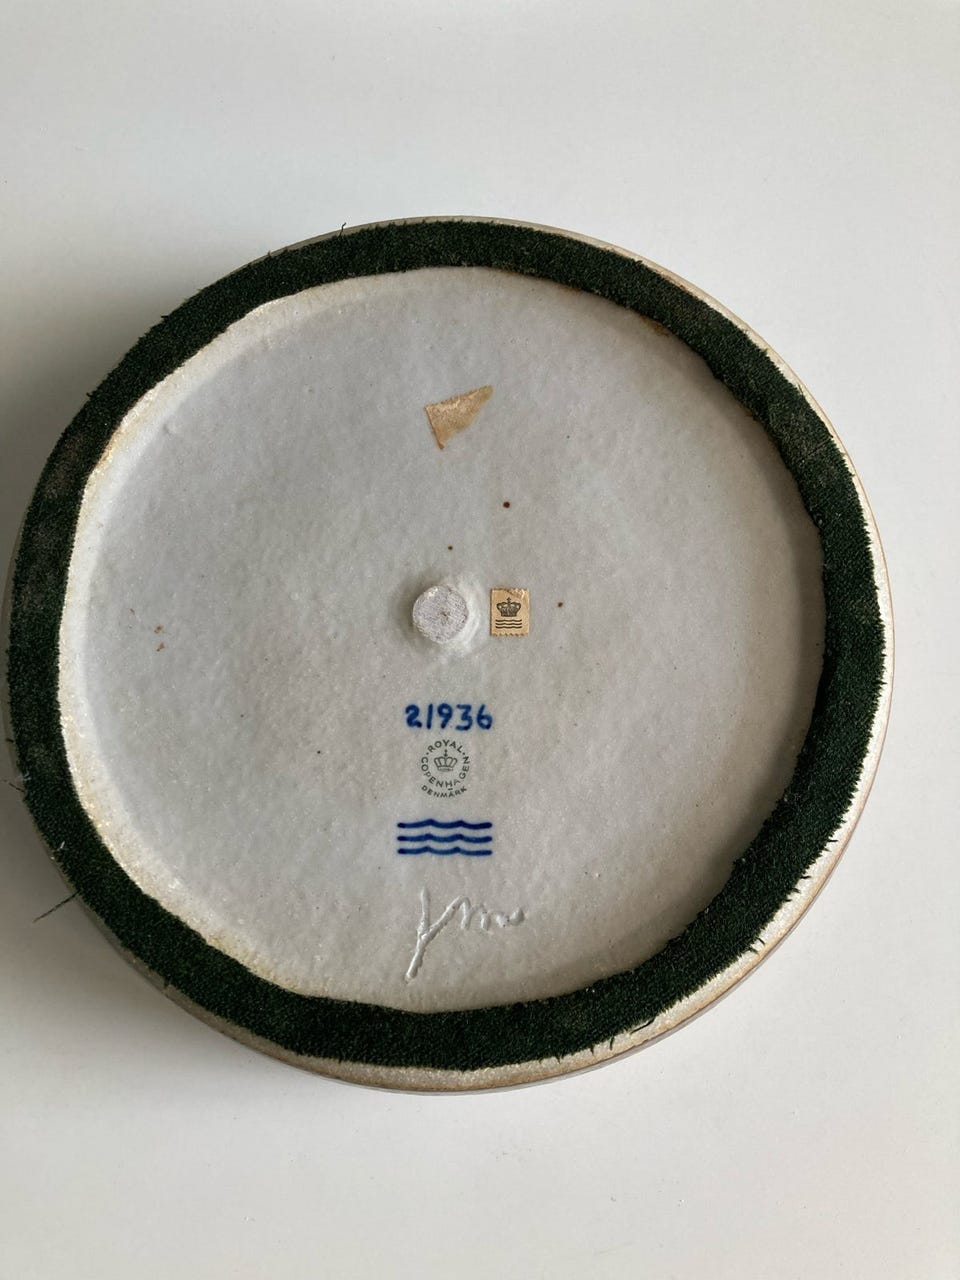 21936
ROYAL
COPENHAGEN
DENMARK